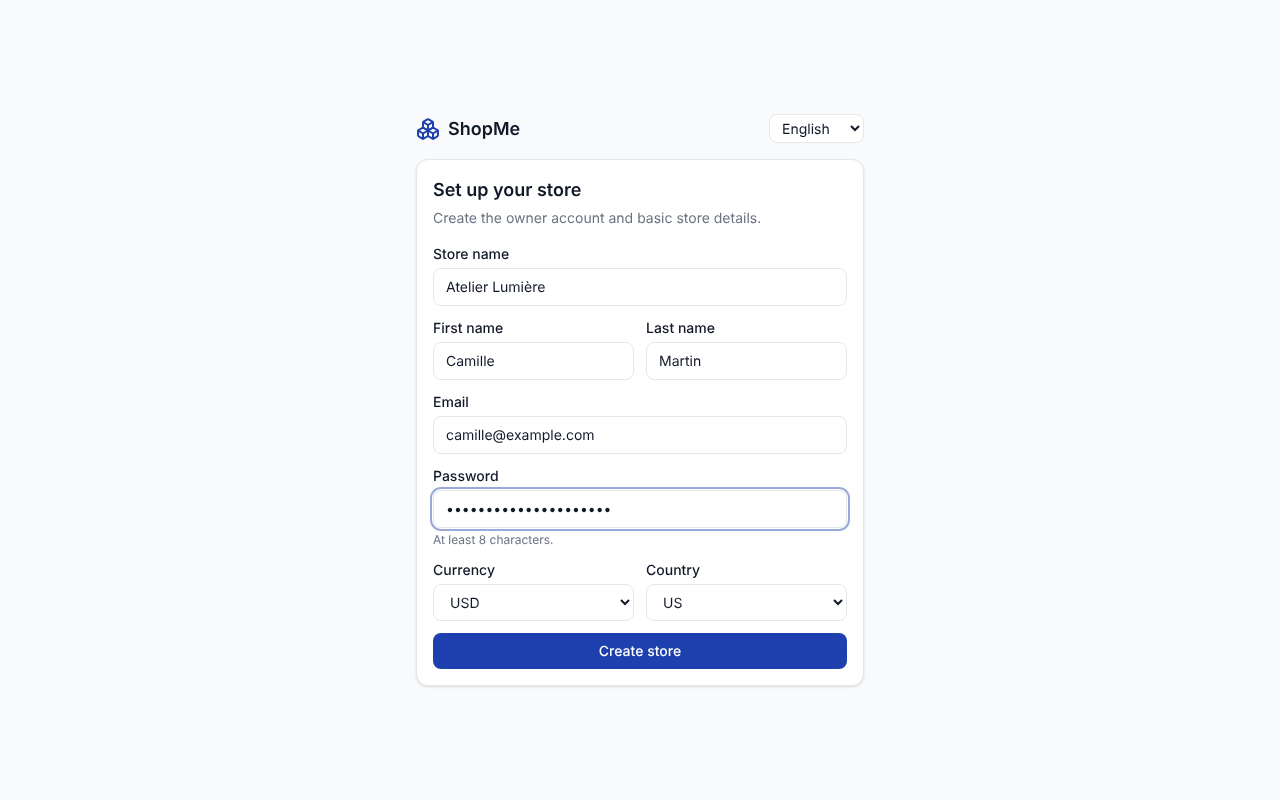 ShopMe
English
Set up your store
Create the owner account and basic store details.
Store name
Atelier Lumière
First name
Last name
Camille
Martin
Email
camille@example.com
Password
•••••••••••••••••••••
At least 8 characters.
Currency
Country
USD
US
Create store